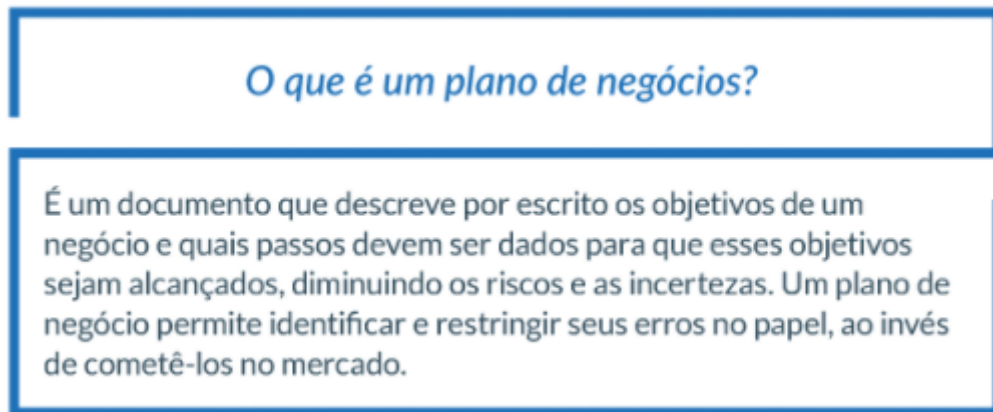 O que é um plano de negócios?
É um documento que descreve por escrito os objetivos de um
negócio e quais passos devem ser dados para que esses objetivos
sejam alcançados, diminuindo os riscos e as incertezas. Um plano de
negócio permite identificar e restringir seus erros no papel, ao invés
de cometê-los no mercado.